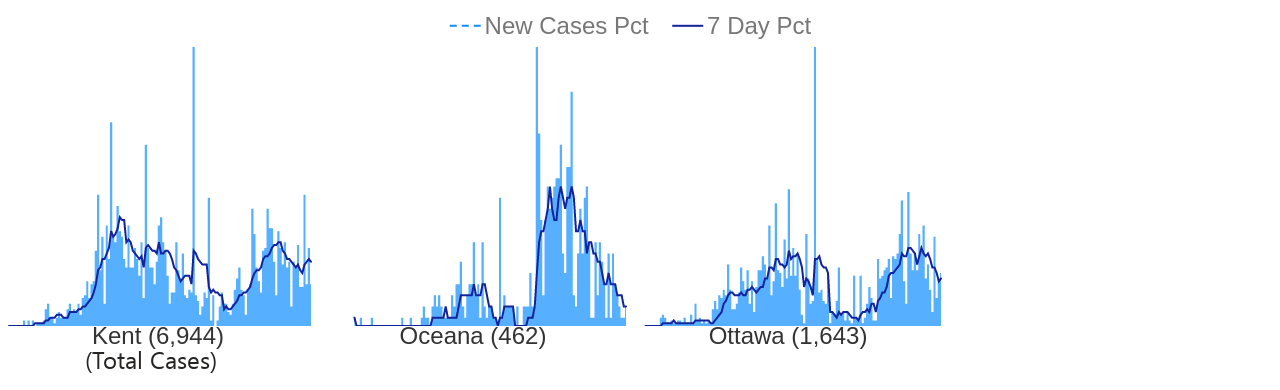 New Cases Pct 7 Day Pct
Kent (6,944) Oceana (462) Ottawa (1,643)
(Total Cases)